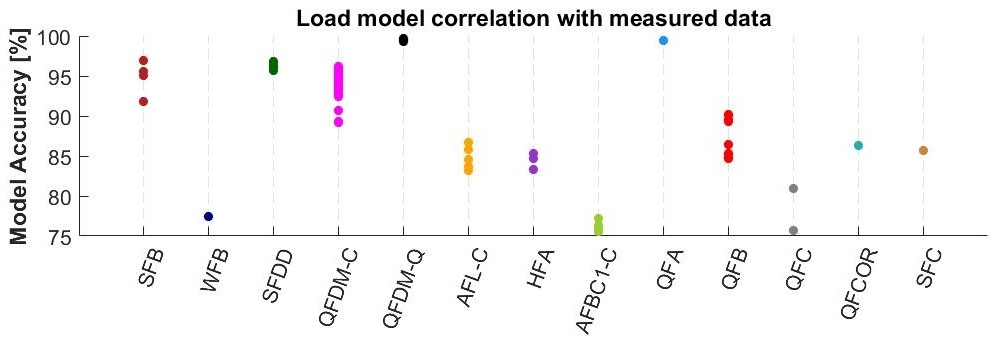 Load model correlation with measured data
Model Accuracy [%]
100
95
90
85
80
75
SFB
WFB
SFDD
QFDM-C
QFDM-Q
AFL-C
HFA
AFBC1-C
QFA
QFB
QFC
QFCOR
SFC